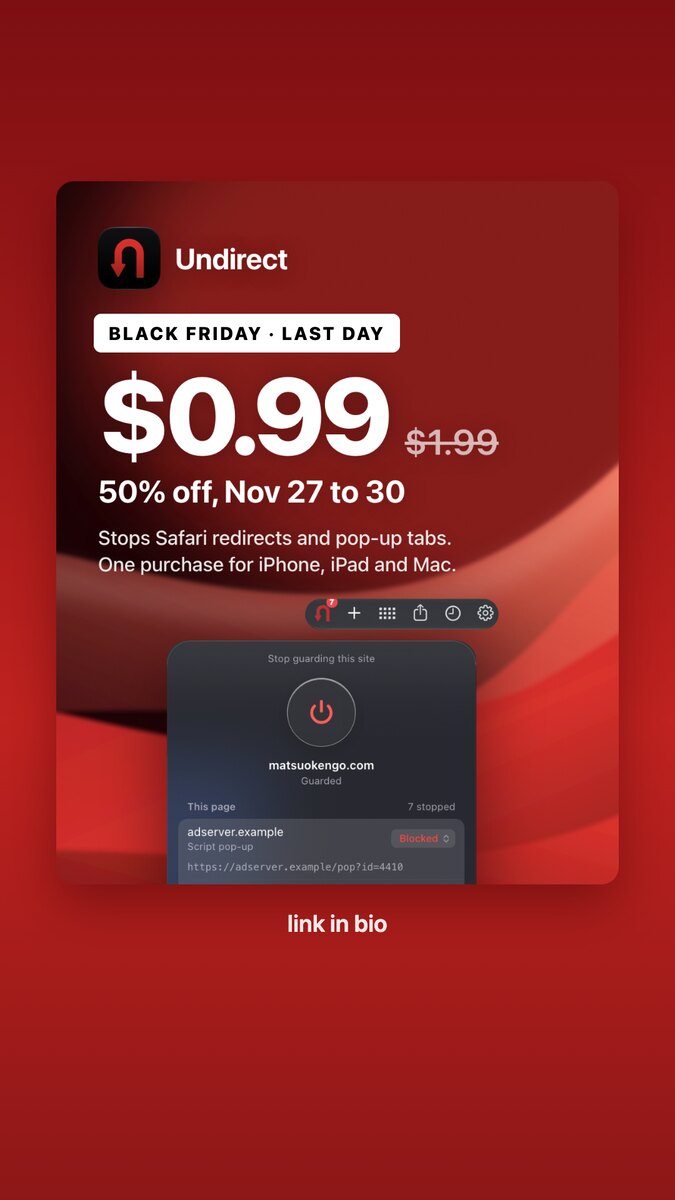 Undirect
BLACK FRIDAY · LAST DAY
$0.99 $1.99
50% off, Nov 27 to 30
Stops Safari redirects and pop-up tabs.
One purchase for iPhone, iPad and Mac.
7
Stop guarding this site
matsuokengo.com
Guarded
This page 7 stopped
adserver.example
Script pop-up
Blocked
https://adserver.example/pop?id=4410
link in bio